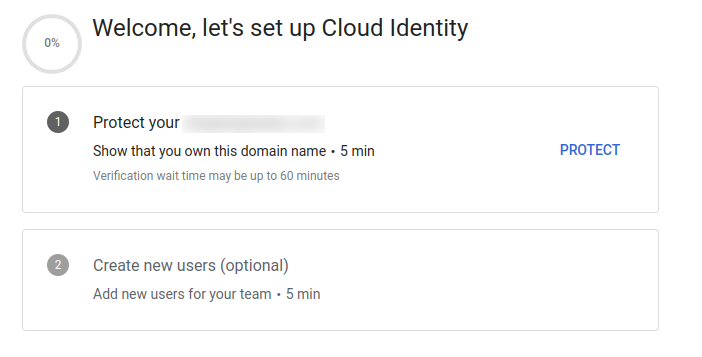 0%
Welcome, let's set up Cloud Identity
1
Protect your
Show that you own this domain name • 5 min
Verification wait time may be up to 60 minutes
PROTECT
2
Create new users (optional)
Add new users for your team • 5 min